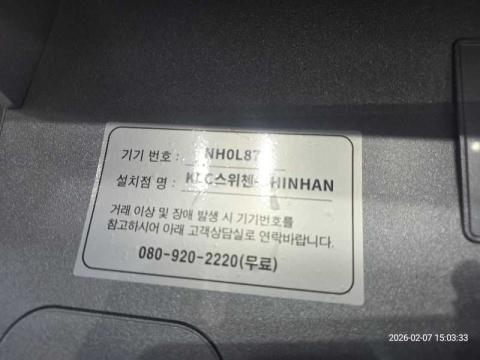 기기 번호 : NH0L87
설치점 명 : KCC스위첸-SHINHAN
거래 이상 및 장애 발생 시 기기번호를
참고하시어 아래 고객상담실로 연락바랍니다.
080-920-2220(무료)
2026-02-07 15:03:33